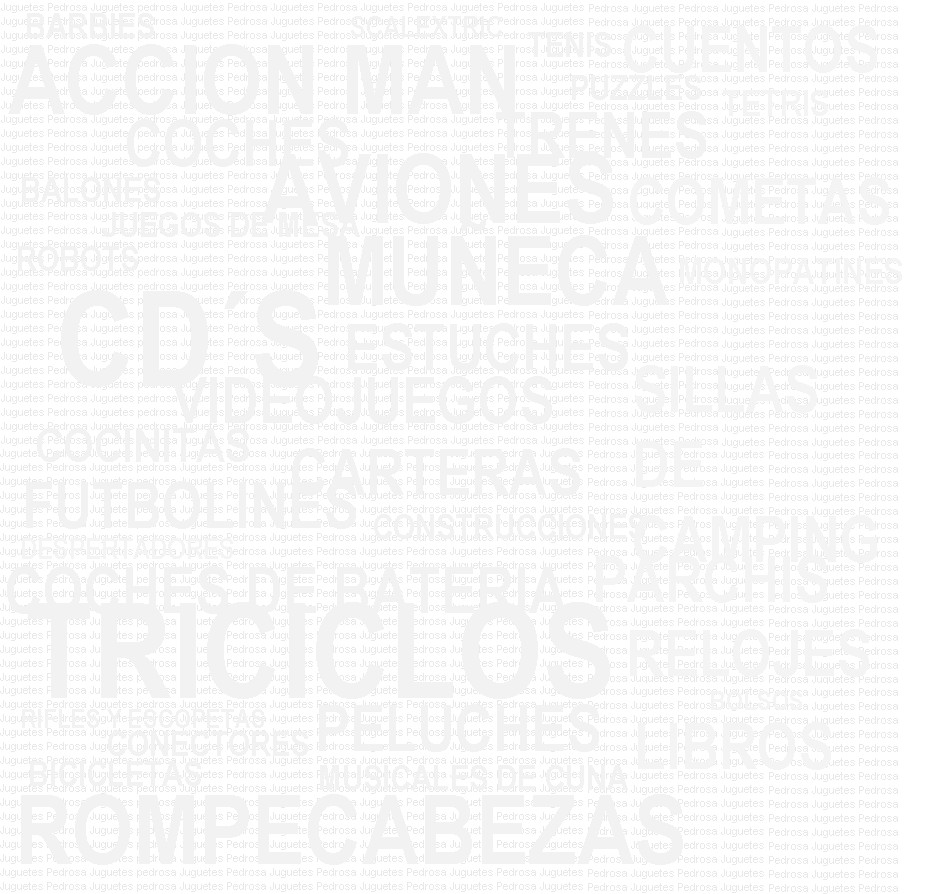 BARBIES
SCALEXTRIC
TENIS
CUENTOS
ACCION MAN
PUZZLES
TETRIS
COCHES
TRENES
AVIONES
BALONES
COMETAS
JUEGOS DE MESA
ROBOTS
MUNECA
MONOPATINES
CD´S
ESTUCHES
SILLAS
VIDEOJUEGOS
COCINITAS
CARTERAS
DE
FUTBOLINES
CONSTRUCCIONES
CAMPING
DESPERTADORES
COCHES DE BATERIA
PARCHIS
TRICICLOS
RELOJES
BOLSOS
RIFLES Y ESCOPETAS
PELUCHES
CONECTORES
LIBROS
BICICLETAS
MUSICALES DE CUNA
ROMPECABEZAS
Juguetes Pedrosa Juguetes Pedrosa Juguetes Pedrosa Juguetes Pedrosa Juguetes Pedrosa Juguetes Pedrosa Juguetes Pedrosa Juguetes Pedrosa Juguetes Pedrosa Juguetes Pedrosa